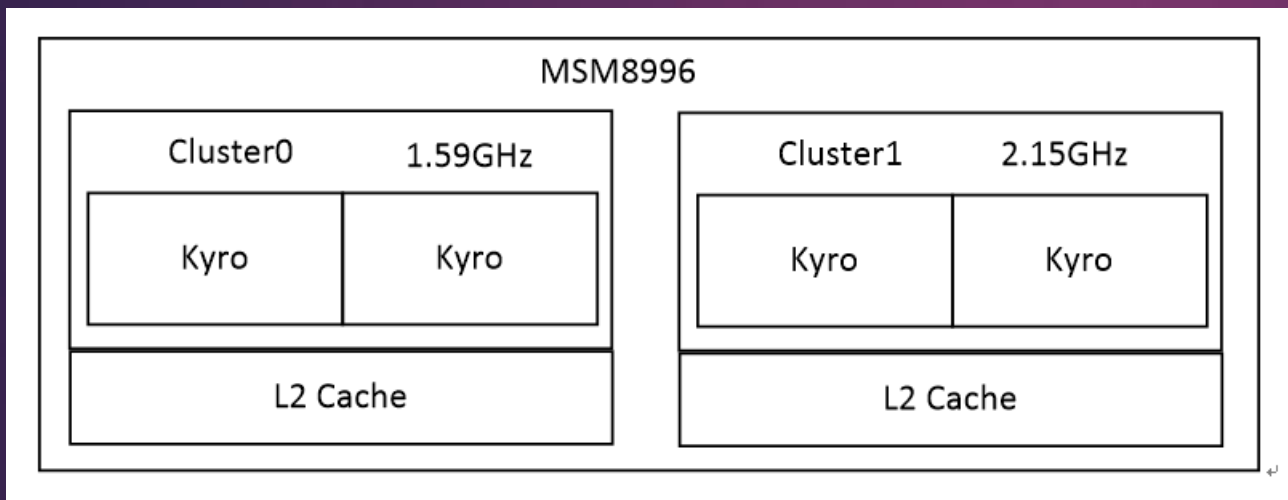 MSM8996
Cluster0 1.59GHz
Kyro Kyro
L2 Cache
Cluster1 2.15GHz
Kyro Kyro
L2 Cache